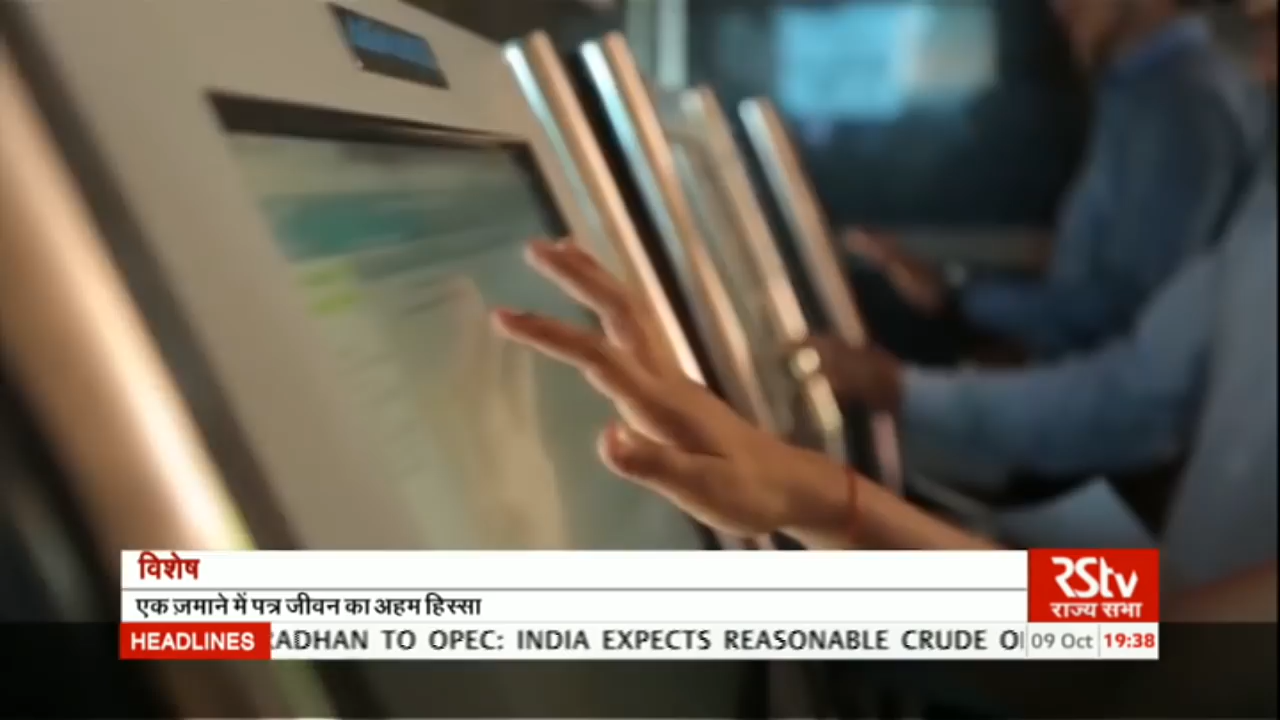 विशेष
एक ज़माने में पत्र जीवन का अहम हिस्सा
RStv
राज्य सभा
HEADLINES RADHAN TO OPEC: INDIA EXPECTS REASONABLE CRUDE 09 Oct 19:38